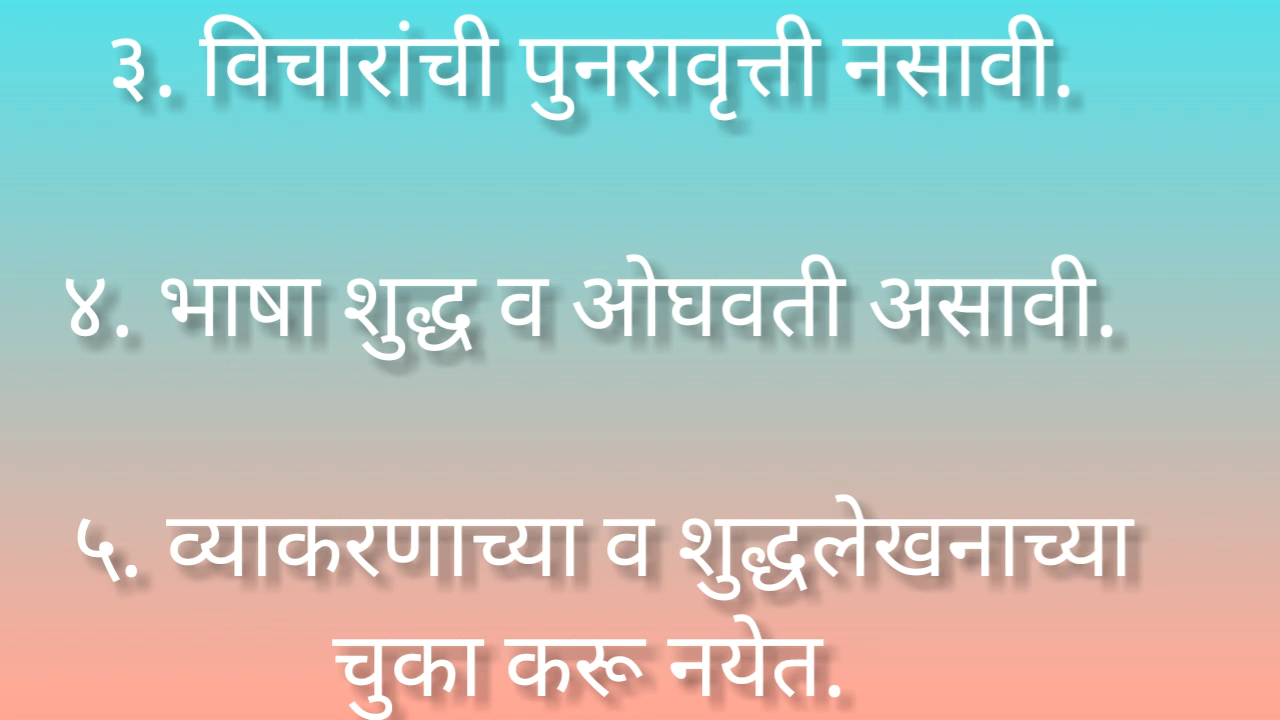 ३. विचारांची पुनरावृत्ती नसावी.
४. भाषा शुद्ध व ओघवती असावी.
५. व्याकरणाच्या व शुद्धलेखनाच्या
चुका करू नयेत.